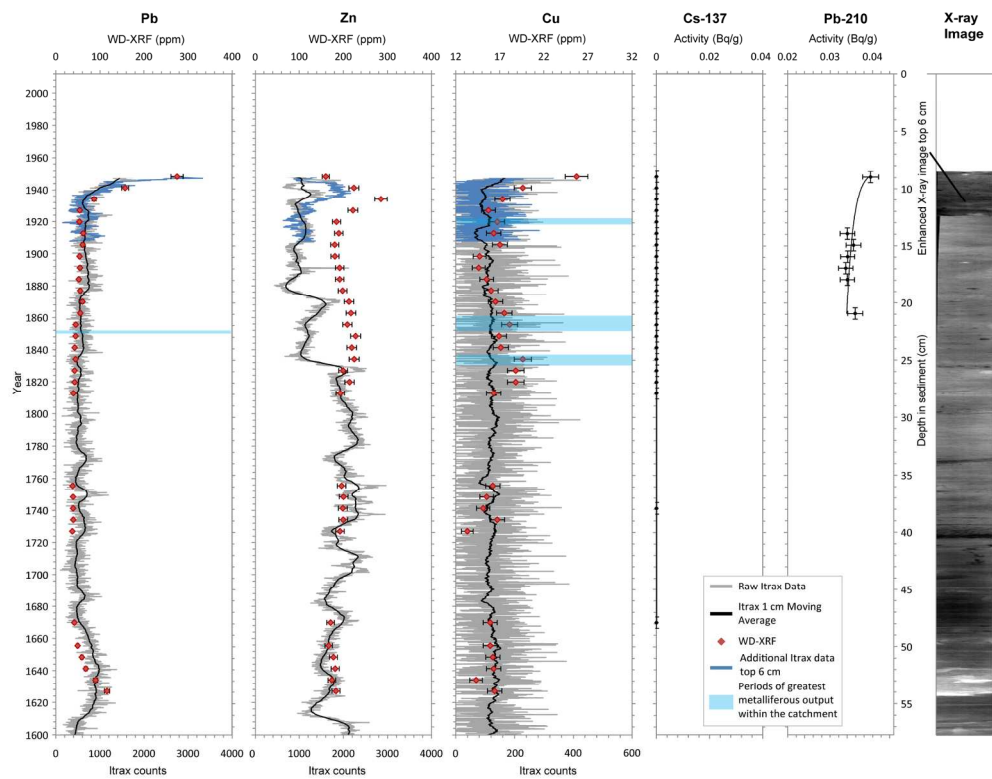 Pb Zn Cu Cs-137 Pb-210 X-ray
Image
WD-XRF (ppm) WD-XRF (ppm) WD-XRF (ppm) Activity (Bq/g) Activity (Bq/g)
0 100 200 300 400 0 100 200 300 400 12 17 22 27 32 0 0.02 0.04 0.02 0.04
2000
1980
1960
1940
1920
1900
1880
1860
1840
1820
1800
1780
1760
1740
1720
1700
1680
1660
1640
1620
1600
Year
0
5
10
15
20
25
30
35
40
45
50
55
Enhanced X-ray image top 6 cm
Depth in sediment (cm)
Raw Itrax Data
Itrax 1 cm Moving
Average
WD-XRF
Additional Itrax data
top 6 cm
Periods of greatest
metalliferous output
within the catchment
0 1000 2000 3000 4000 0 1000 2000 3000 4000 0 200 400 600
Itrax counts Itrax counts Itrax counts